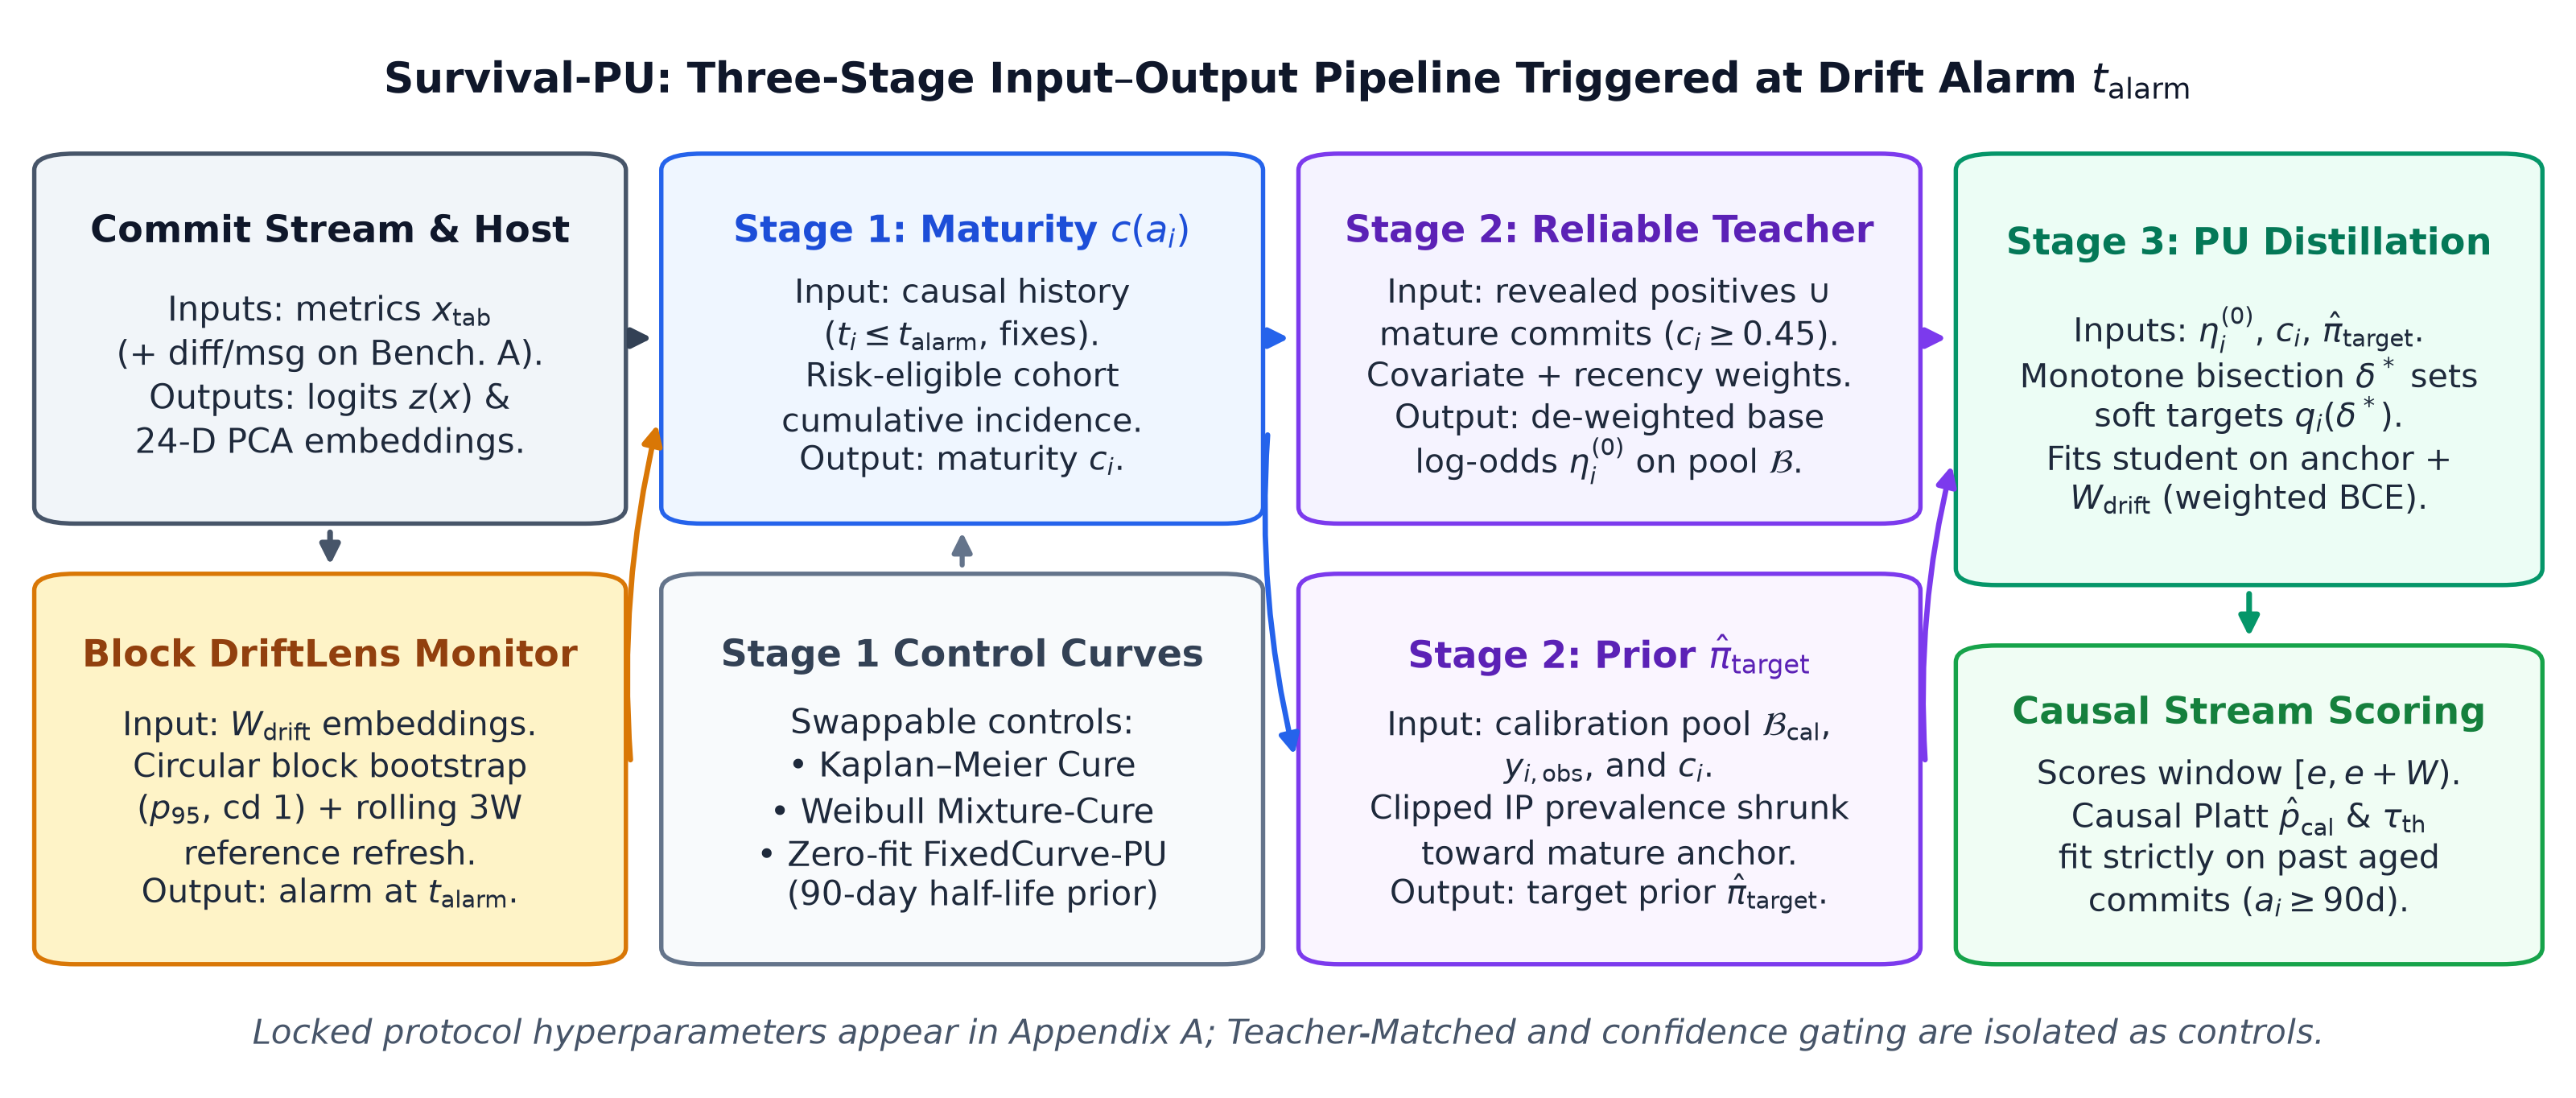 Survival-PU: Three-Stage Input–Output Pipeline Triggered at Drift Alarm t_alarm
Commit Stream & Host
Inputs: metrics x_tab
(+ diff/msg on Bench. A).
Outputs: logits z(x) &
24-D PCA embeddings.
Stage 1: Maturity c(a_i)
Input: causal history
(t_i ≤ t_alarm, fixes).
Risk-eligible cohort
cumulative incidence.
Output: maturity c_i.
Stage 2: Reliable Teacher
Input: revealed positives ∪
mature commits (c_i ≥ 0.45).
Covariate + recency weights.
Output: de-weighted base
log-odds η_i^(0) on pool ℬ.
Stage 3: PU Distillation
Inputs: η_i^(0), c_i, π̂_target.
Monotone bisection δ* sets
soft targets q_i(δ*).
Fits student on anchor +
W_drift (weighted BCE).
Block DriftLens Monitor
Input: W_drift embeddings.
Circular block bootstrap
(p_95, cd 1) + rolling 3W
reference refresh.
Output: alarm at t_alarm.
Stage 1 Control Curves
Swappable controls:
• Kaplan–Meier Cure
• Weibull Mixture-Cure
• Zero-fit FixedCurve-PU
(90-day half-life prior)
Stage 2: Prior π̂_target
Input: calibration pool ℬ_cal,
y_i,obs, and c_i.
Clipped IP prevalence shrunk
toward mature anchor.
Output: target prior π̂_target.
Causal Stream Scoring
Scores window [e, e + W).
Causal Platt p̂_cal & τ_th
fit strictly on past aged
commits (a_i ≥ 90d).
Locked protocol hyperparameters appear in Appendix A; Teacher-Matched and confidence gating are isolated as controls.